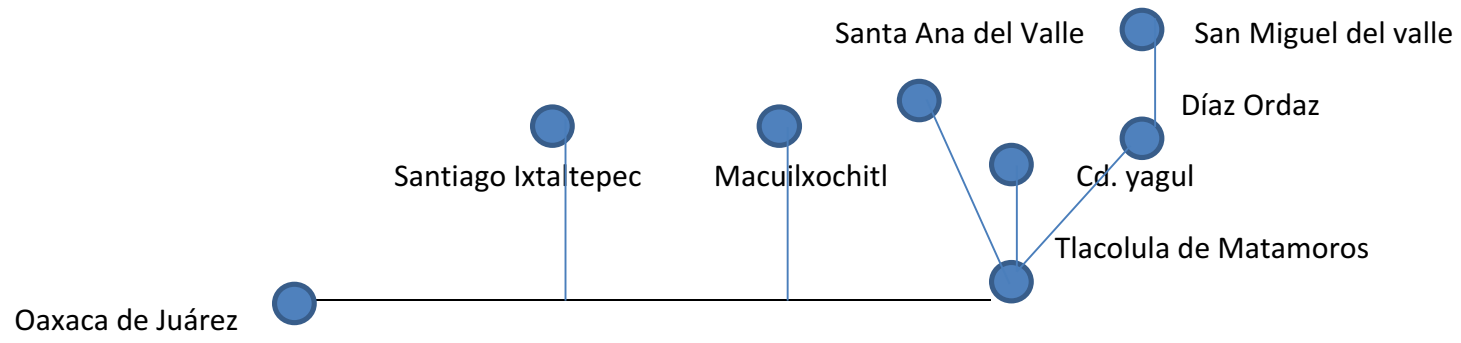 Santa Ana del Valle
San Miguel del valle
Díaz Ordaz
Santiago Ixtaltepec
Macuilxochitl
Cd. yagul
Tlacolula de Matamoros
Oaxaca de Juárez